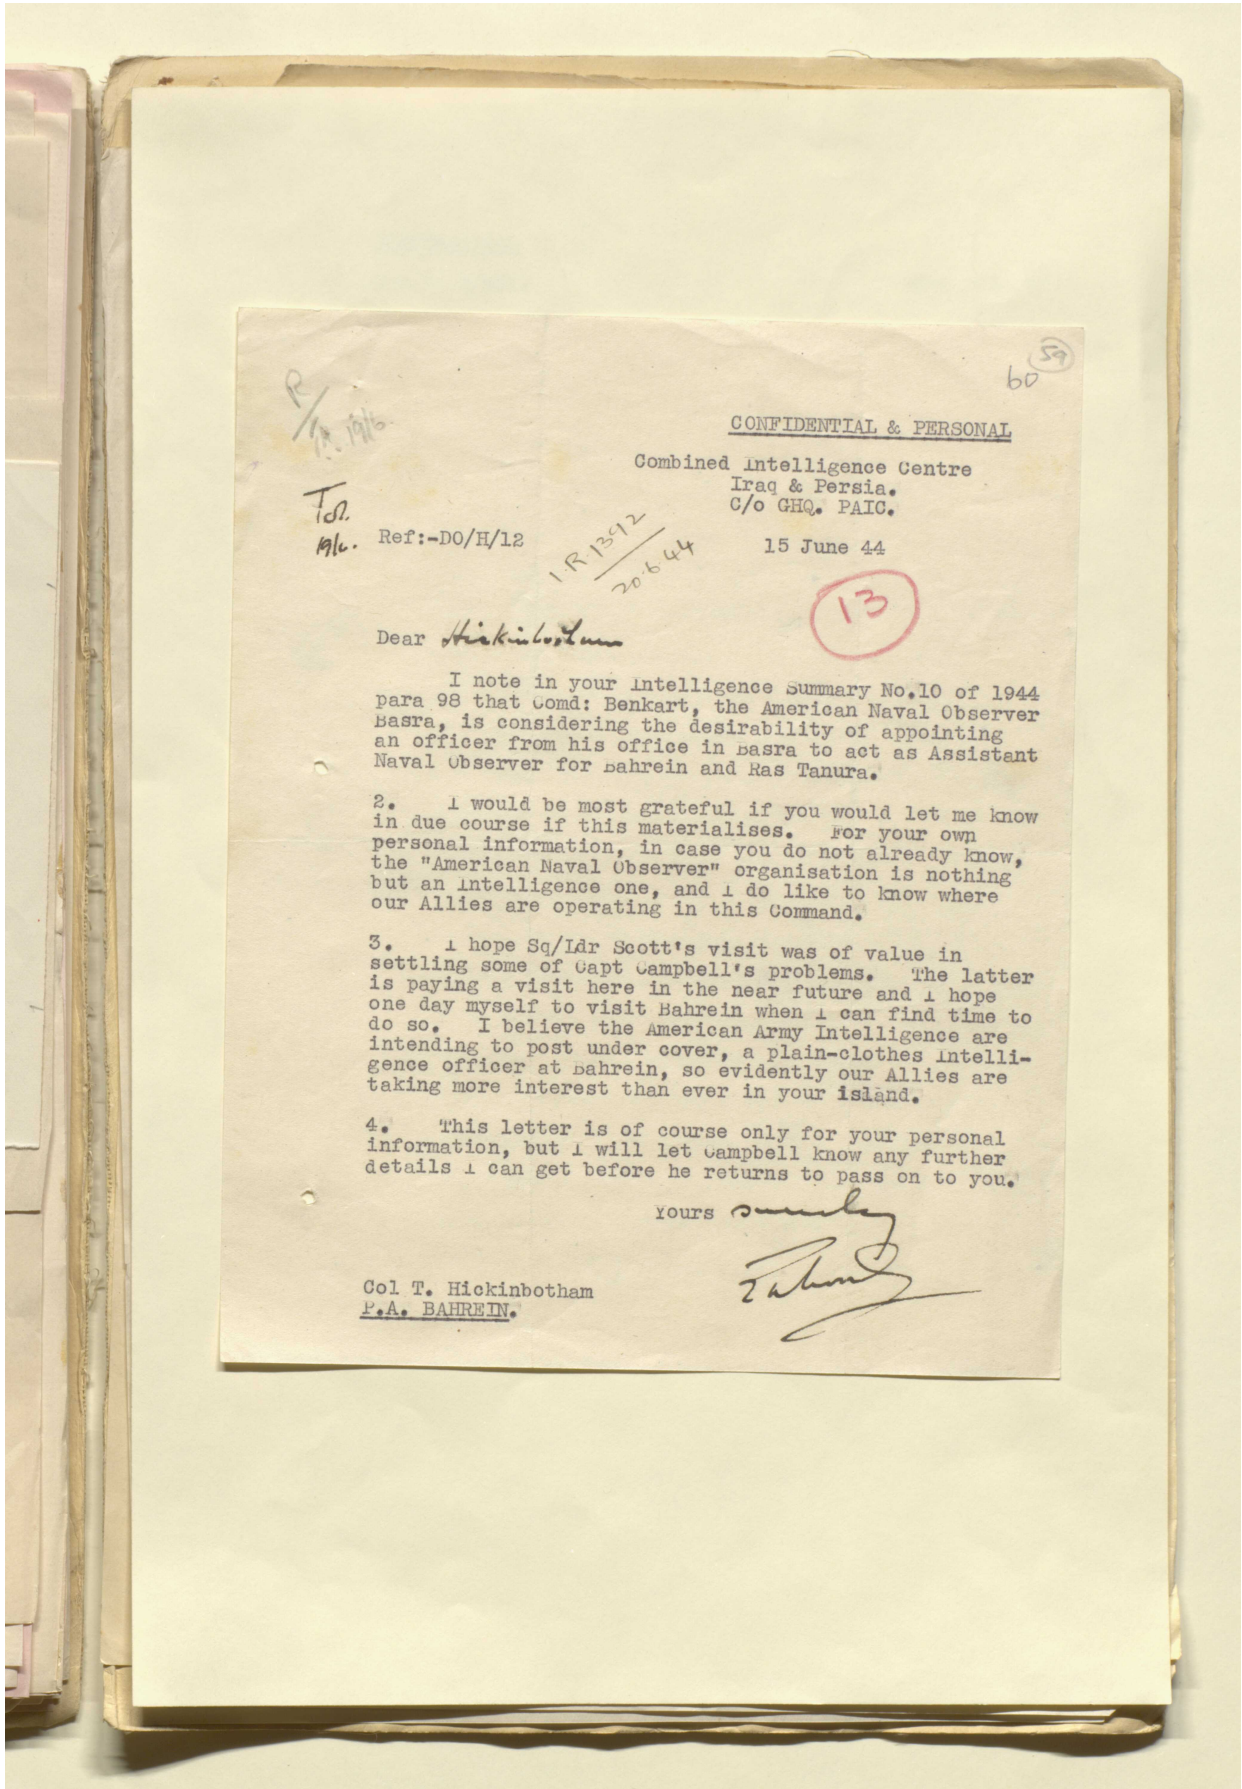 59
60
R
19/6.
CONFIDENTIAL & PERSONAL
Combined Intelligence Centre
Iraq & Persia.
C/o GHQ. PAIC.
19/6.
Ref:-DO/H/12
I.R 1392
20.6.44
15 June 44
13
Dear Hickinbotham
I note in your Intelligence Summary No.10 of 1944
para 98 that Comd: Benkart, the American Naval Observer
Basra, is considering the desirability of appointing
an officer from his office in Basra to act as Assistant
Naval Observer for Bahrein and Ras Tanura.
2. I would be most grateful if you would let me know
in due course if this materialises. For your own
personal information, in case you do not already know,
the "American Naval Observer" organisation is nothing
but an Intelligence one, and I do like to know where
our Allies are operating in this Command.
3. I hope Sq/Ldr Scott's visit was of value in
settling some of Capt Campbell's problems. The latter
is paying a visit here in the near future and I hope
one day myself to visit Bahrein when I can find time to
do so. I believe the American Army Intelligence are
intending to post under cover, a plain-clothes Intelli-
gence officer at Bahrein, so evidently our Allies are
taking more interest than ever in your island.
4. This letter is of course only for your personal
information, but I will let Campbell know any further
details I can get before he returns to pass on to you.
Yours sincerely
Col T. Hickinbotham
P.A. BAHREIN.